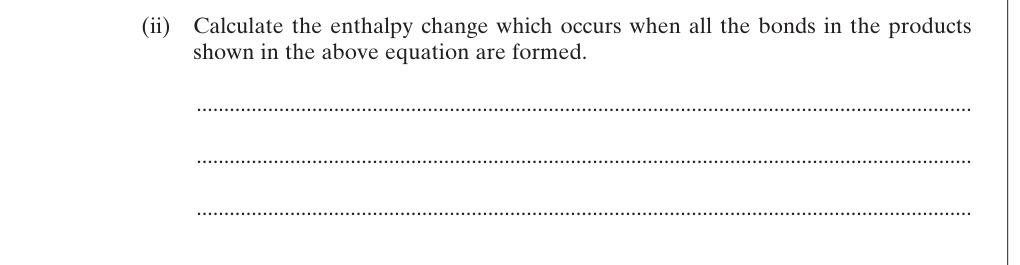 (ii) Calculate the enthalpy change which occurs when all the bonds in the products
shown in the above equation are formed.